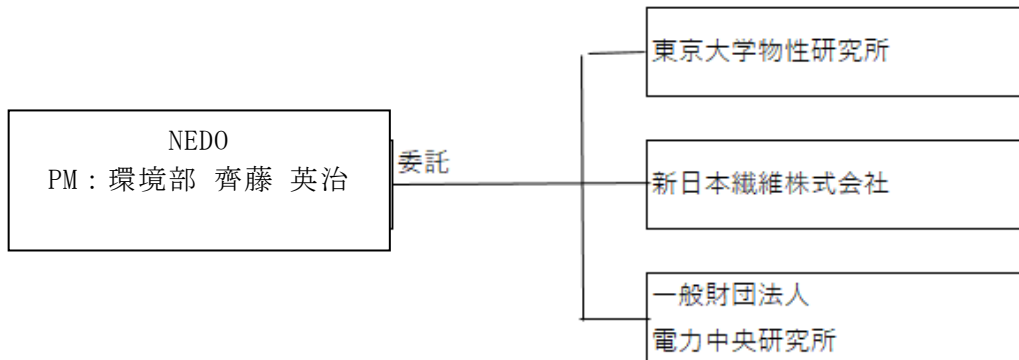 NEDO
PM：環境部 齊藤 英治
委託
東京大学物性研究所
新日本繊維株式会社
一般財団法人
電力中央研究所